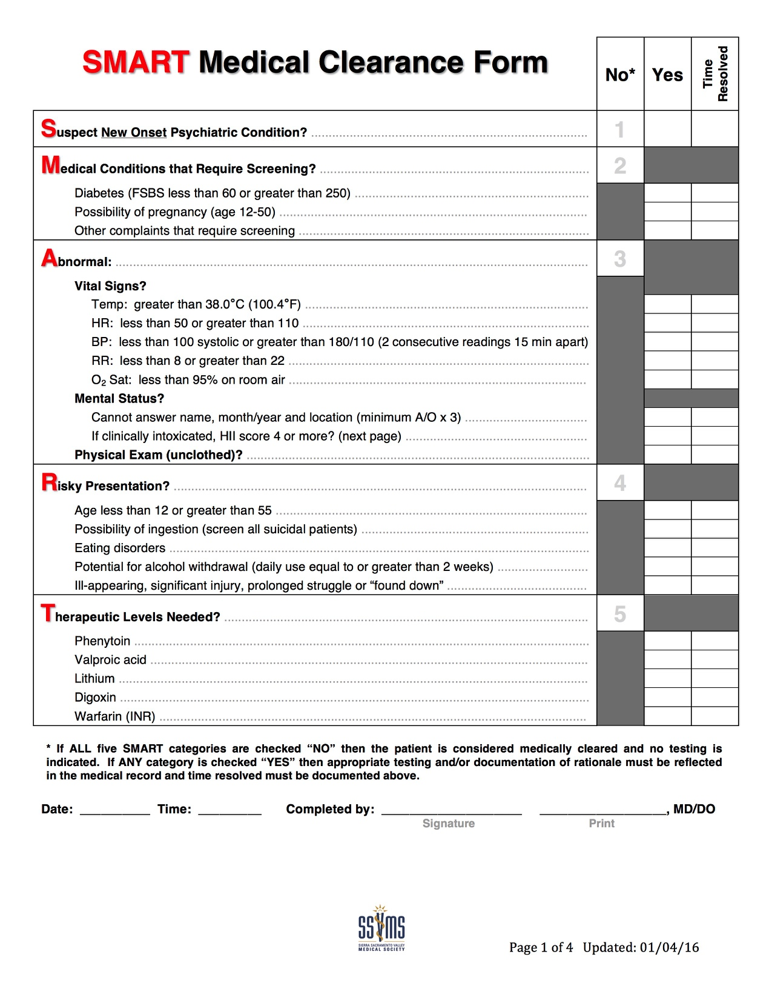 SMART Medical Clearance Form
No*
Yes
Time Resolved
Suspect New Onset Psychiatric Condition?
1
Medical Conditions that Require Screening?
2
Diabetes (FSBS less than 60 or greater than 250)
Possibility of pregnancy (age 12-50)
Other complaints that require screening
Abnormal:
3
Vital Signs?
Temp: greater than 38.0°C (100.4°F)
HR: less than 50 or greater than 110
BP: less than 100 systolic or greater than 180/110 (2 consecutive readings 15 min apart)
RR: less than 8 or greater than 22
O₂ Sat: less than 95% on room air
Mental Status?
Cannot answer name, month/year and location (minimum A/O x 3)
If clinically intoxicated, HII score 4 or more? (next page)
Physical Exam (unclothed)?
Risky Presentation?
4
Age less than 12 or greater than 55
Possibility of ingestion (screen all suicidal patients)
Eating disorders
Potential for alcohol withdrawal (daily use equal to or greater than 2 weeks)
Ill-appearing, significant injury, prolonged struggle or “found down”
Therapeutic Levels Needed?
5
Phenytoin
Valproic acid
Lithium
Digoxin
Warfarin (INR)
* If ALL five SMART categories are checked “NO” then the patient is considered medically cleared and no testing is
indicated. If ANY category is checked “YES” then appropriate testing and/or documentation of rationale must be reflected
in the medical record and time resolved must be documented above.
Date: Time: Completed by: , MD/DO
Signature Print
SSVMS
SIERRA SACRAMENTO VALLEY
MEDICAL SOCIETY
Page 1 of 4 Updated: 01/04/16